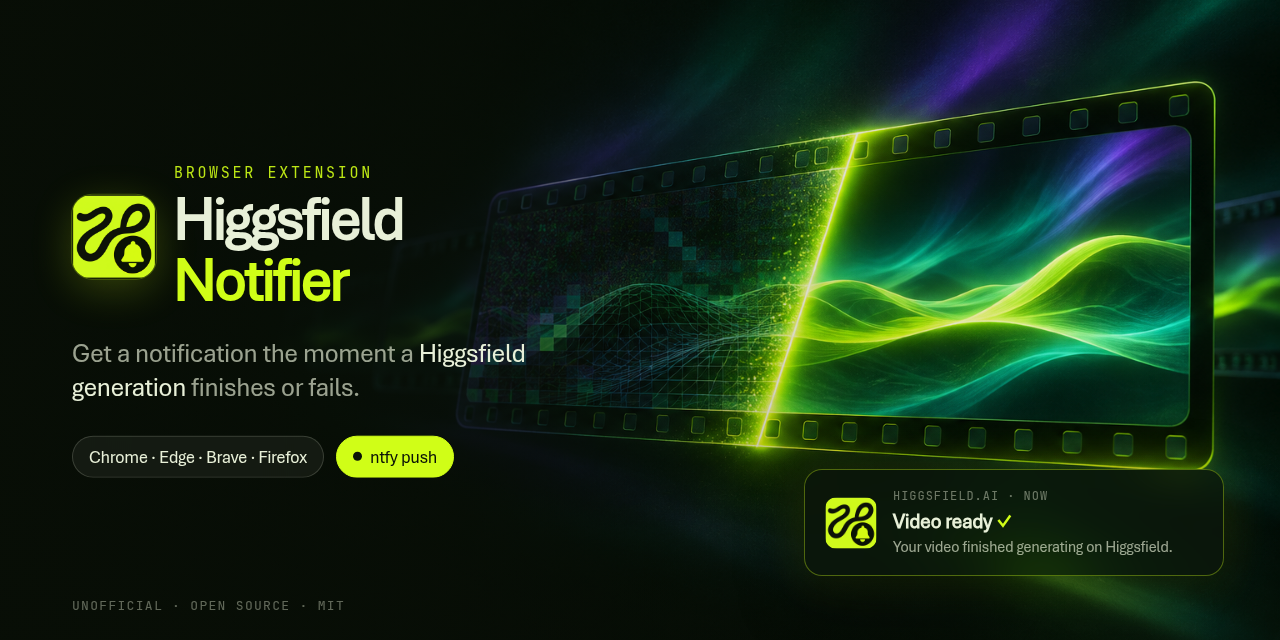 BROWSER EXTENSION
Higgsfield
Notifier
Get a notification the moment a Higgsfield
generation finishes or fails.
Chrome · Edge · Brave · Firefox
ntfy push
HIGGSFIELD.AI · NOW
Video ready ✓
Your video finished generating on Higgsfield.
UNOFFICIAL · OPEN SOURCE · MIT